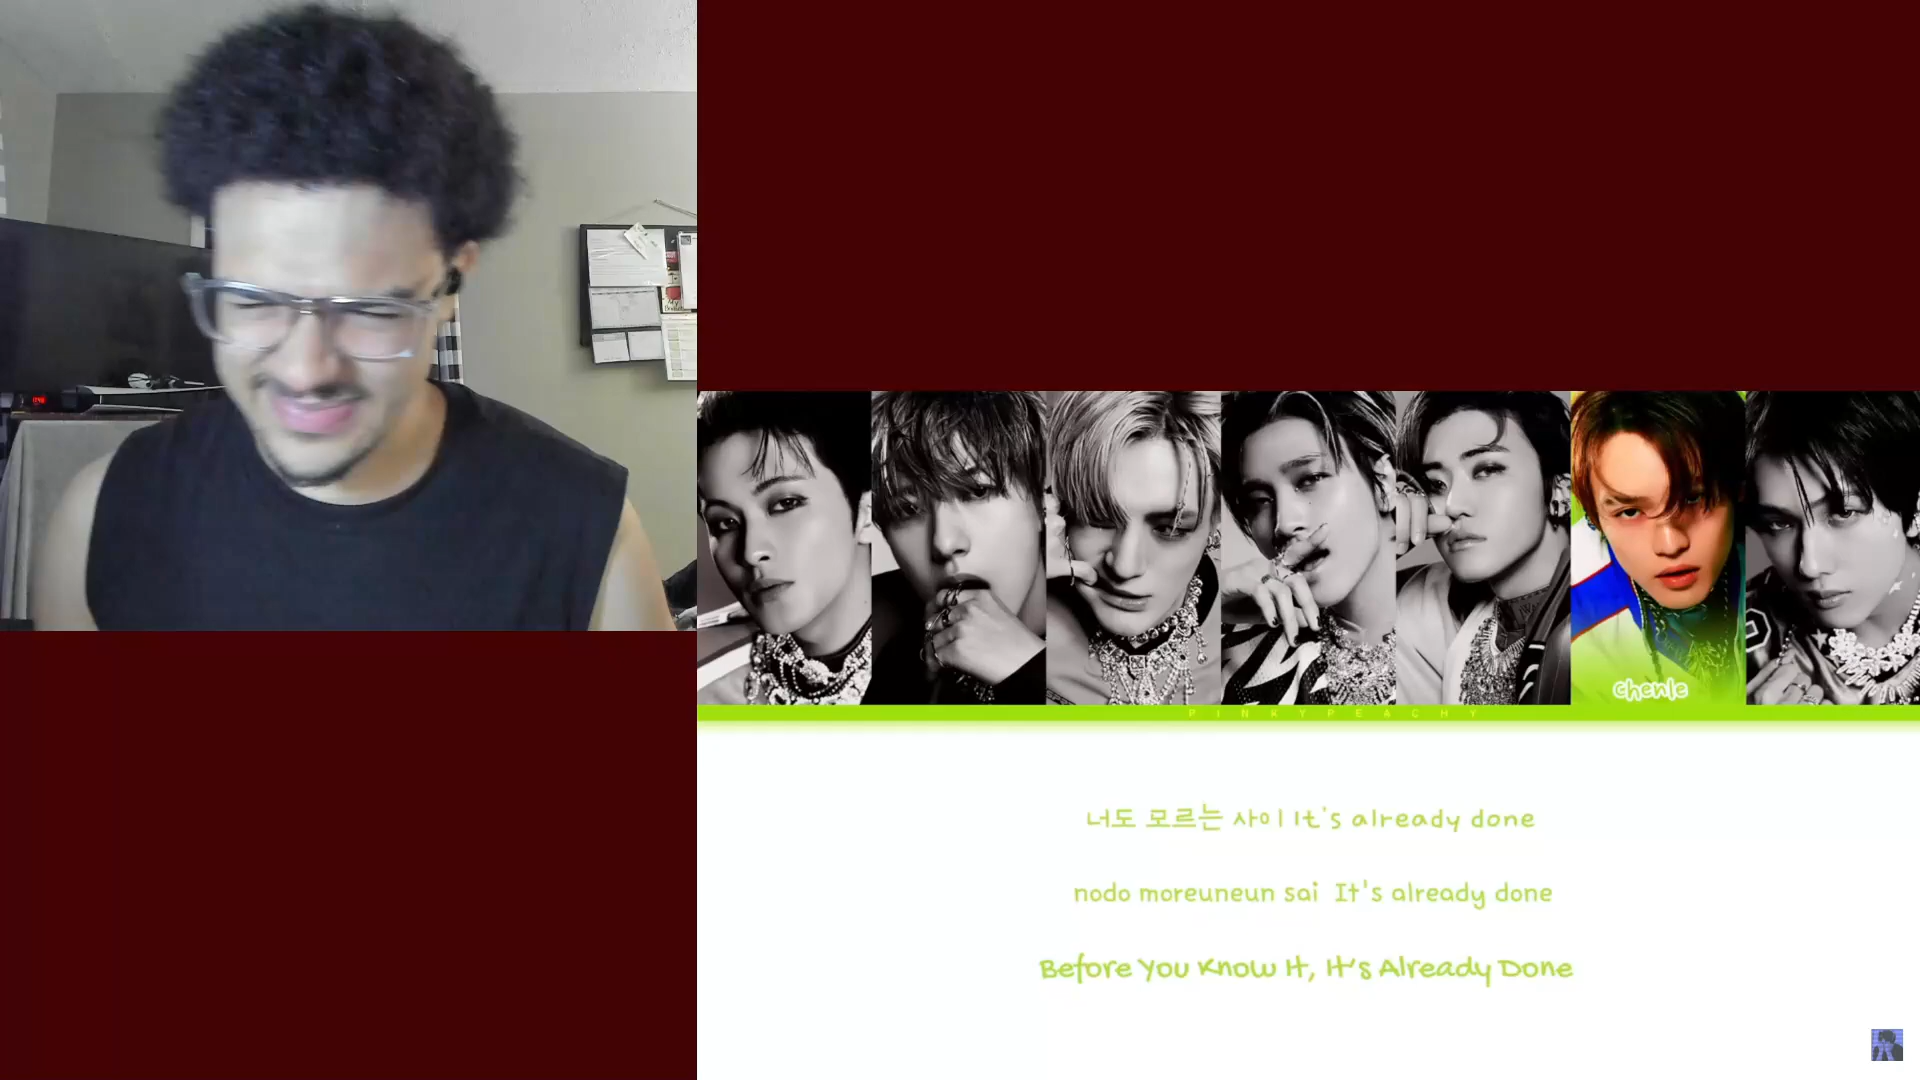 chenle
PINKYPEACHY
너도 모르는 사이 It's already done
nodo moreuneun sai It's already done
Before You Know It, It's Already Done